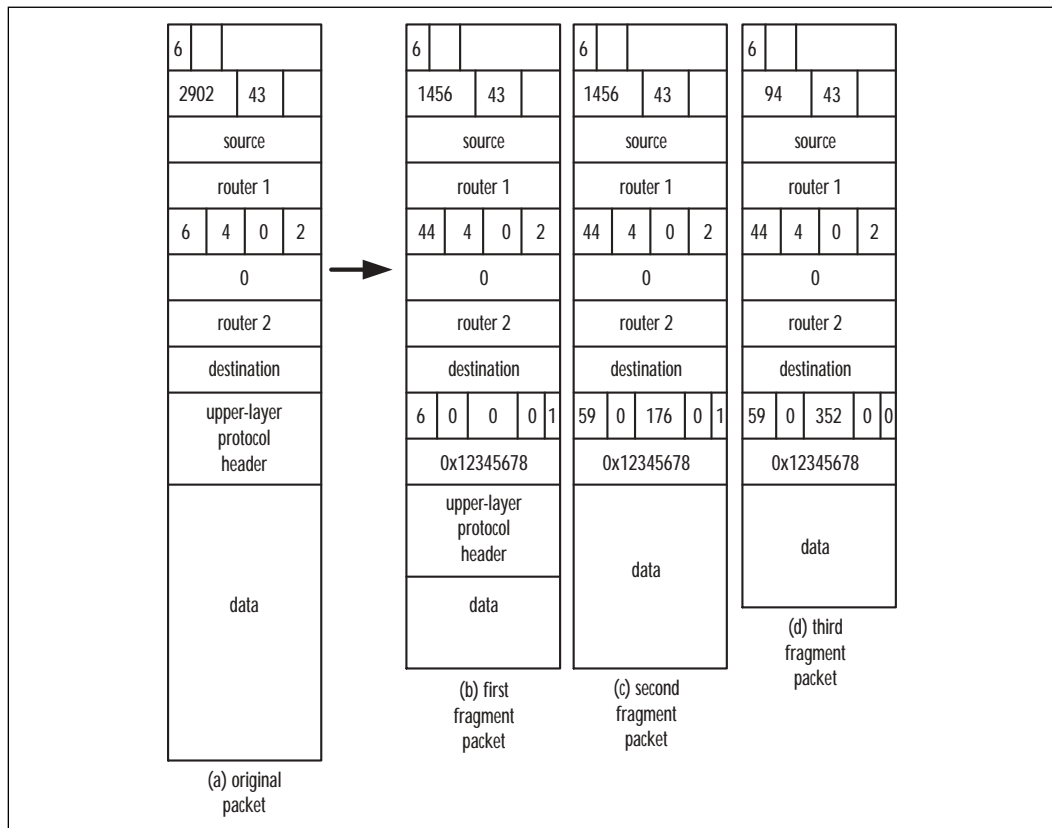 6
2902 43
source
router 1
6 4 0 2
0
router 2
destination
upper-layer
protocol
header
data
(a) original
packet
6
1456 43
source
router 1
44 4 0 2
0
router 2
destination
6 0 0 0 1
0x12345678
upper-layer
protocol
header
data
(b) first
fragment
packet
6
1456 43
source
router 1
44 4 0 2
0
router 2
destination
59 0 176 0 1
0x12345678
data
(c) second
fragment
packet
6
94 43
source
router 1
44 4 0 2
0
router 2
destination
59 0 352 0 0
0x12345678
data
(d) third
fragment
packet